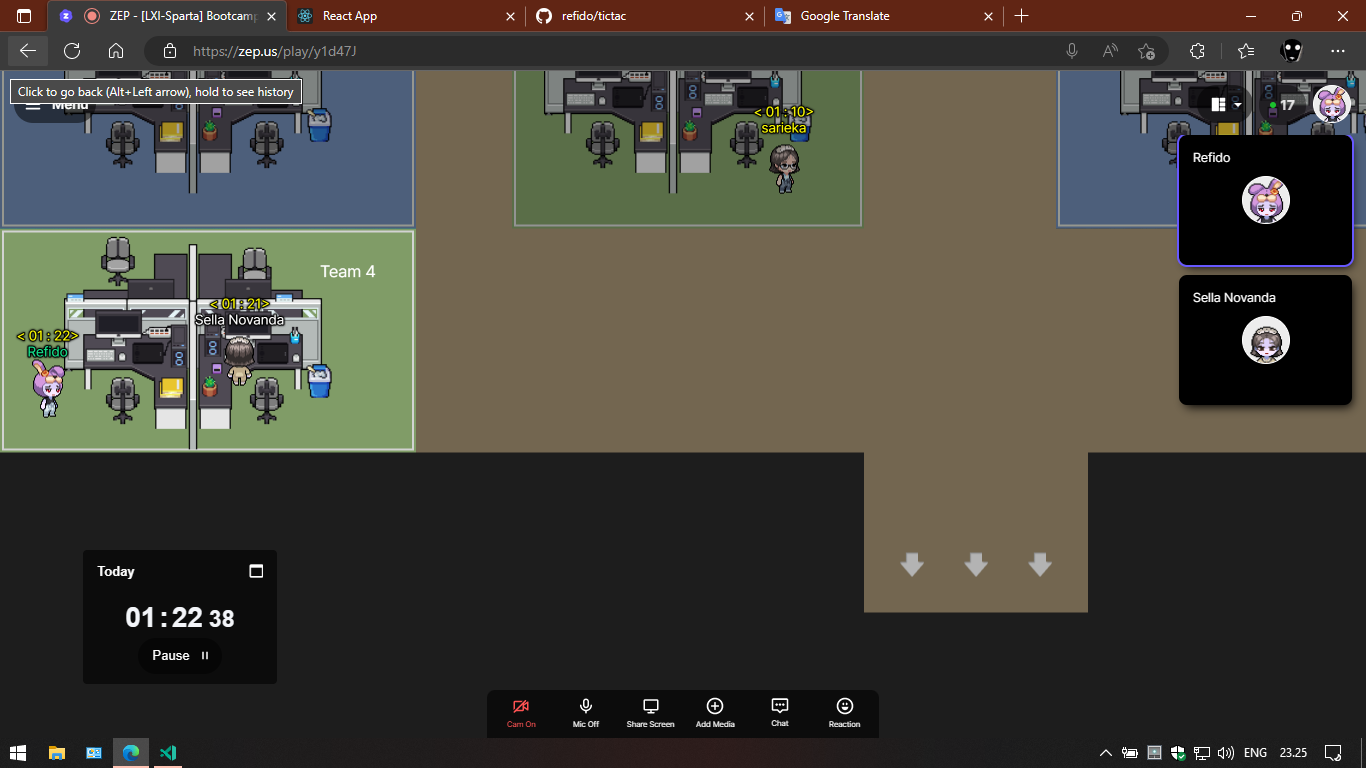 ZEP - [LXI-Sparta] Bootcamp
React App
refido/tictac
Google Translate
https://zep.us/play/y1d47J
Click to go back (Alt+Left arrow), hold to see history
Menu
17
< 01 : 10>
sarieka
Refido
Team 4
< 01 : 21>
Sella Novanda
< 01 : 22>
Refido
Sella Novanda
Today
01 : 22 38
Pause
Cam On
Mic Off
Share Screen
Add Media
Chat
Reaction
ENG
23.25